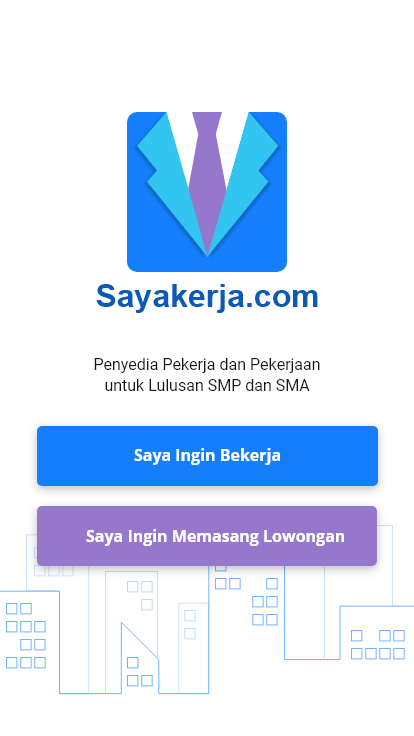 Sayakerja.com
Penyedia Pekerja dan Pekerjaan
untuk Lulusan SMP dan SMA
Saya Ingin Bekerja
Saya Ingin Memasang Lowongan